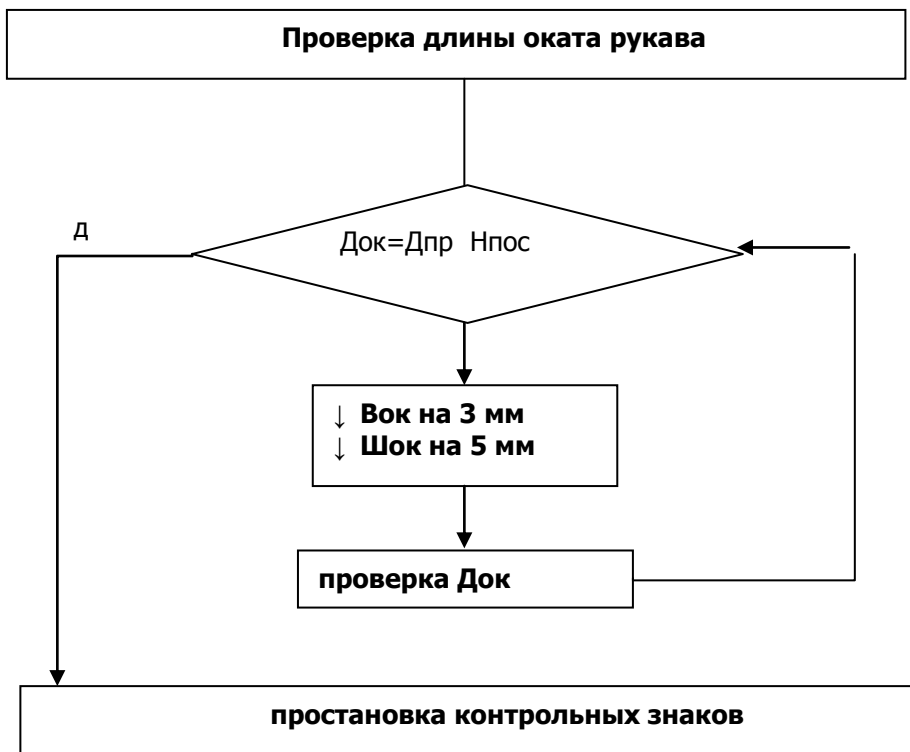 Проверка длины оката рукава
д
Док=Дпр Нпос
↓ Вок на 3 мм
↓ Шок на 5 мм
проверка Док
простановка контрольных знаков